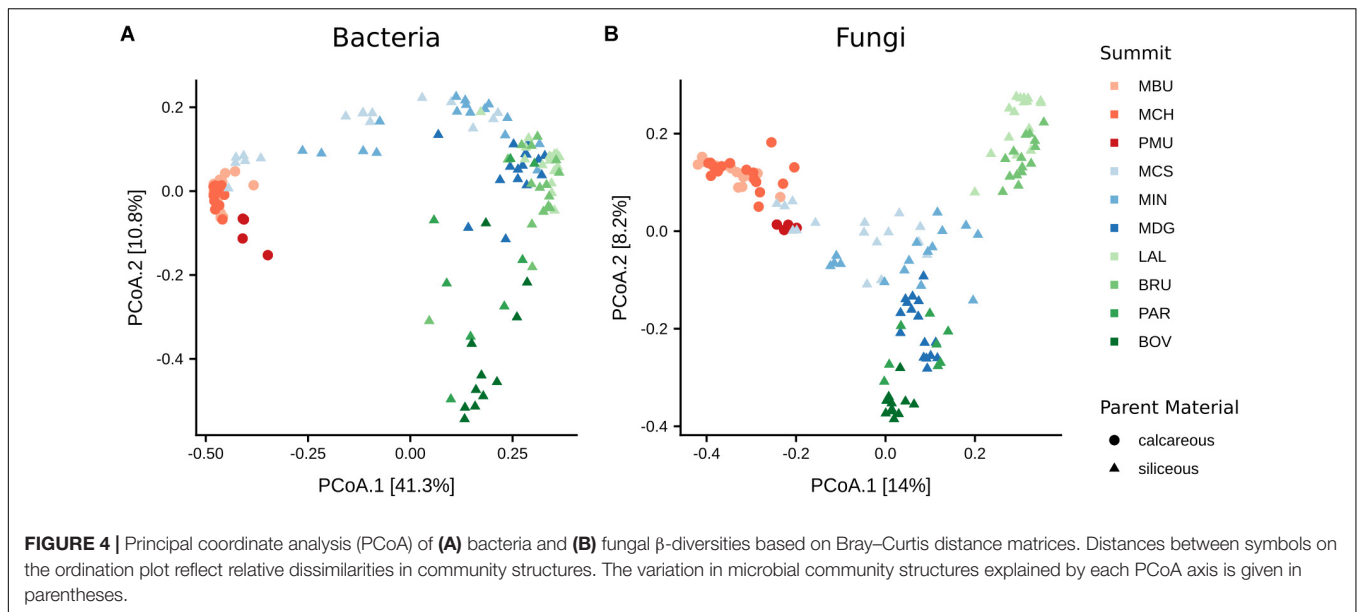 A
Bacteria
0.2
0.0
-0.2
-0.4
PCoA.2 [10.8%]
-0.50
-0.25
0.00
0.25
PCoA.1 [41.3%]
B
Fungi
0.2
0.0
-0.2
-0.4
PCoA.2 [8.2%]
-0.4
-0.2
0.0
0.2
PCoA.1 [14%]
Summit
MBU
MCH
PMU
MCS
MIN
MDG
LAL
BRU
PAR
BOV
Parent Material
calcareous
siliceous
FIGURE 4 | Principal coordinate analysis (PCoA) of (A) bacteria and (B) fungal β-diversities based on Bray–Curtis distance matrices. Distances between symbols on
the ordination plot reflect relative dissimilarities in community structures. The variation in microbial community structures explained by each PCoA axis is given in
parentheses.